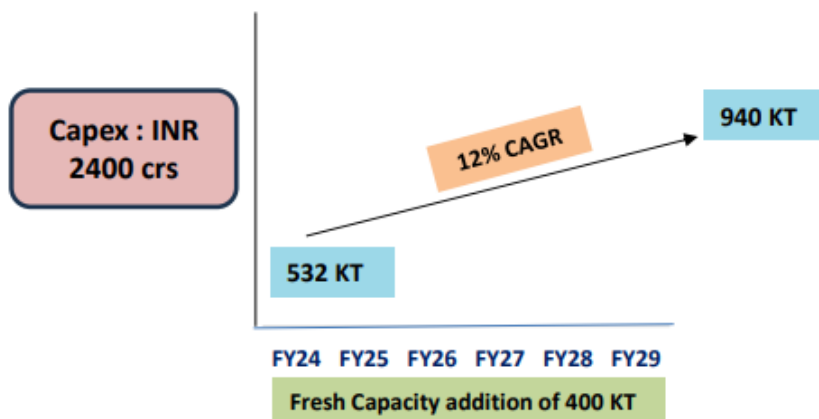 Capex : INR
2400 crs
12% CAGR
940 KT
532 KT
FY24 FY25 FY26 FY27 FY28 FY29
Fresh Capacity addition of 400 KT